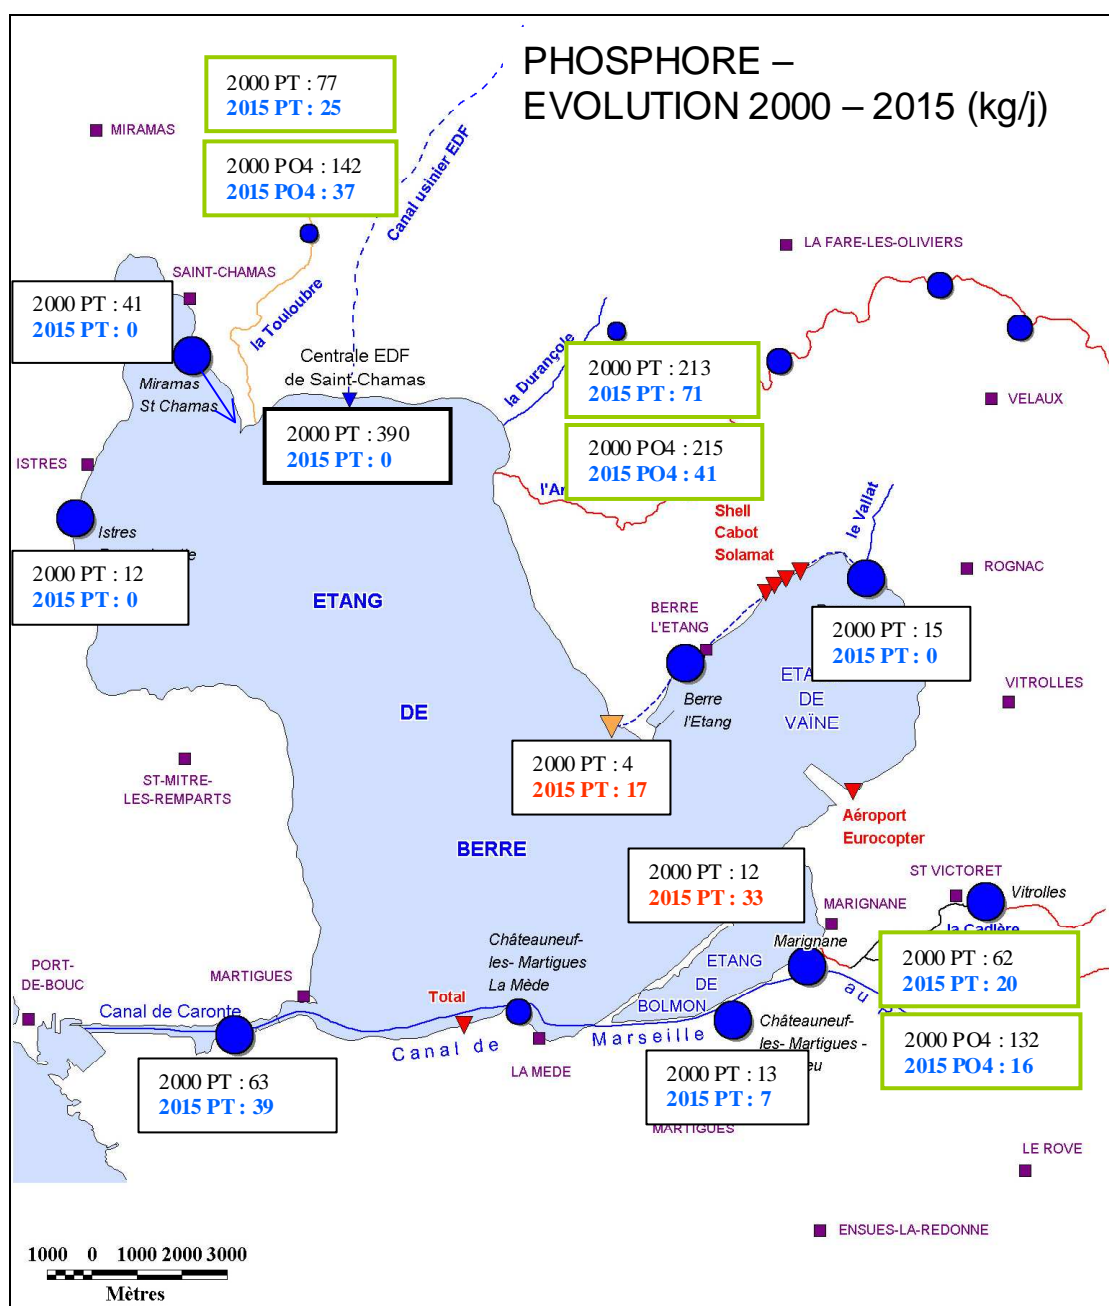 PHOSPHORE –
EVOLUTION 2000 – 2015 (kg/j)
2000 PT : 77
2015 PT : 25
MIRAMAS
2000 PO4 : 142
2015 PO4 : 37
Canal usinier EDF
LA FARE-LES-OLIVIERS
SAINT-CHAMAS
2000 PT : 41
2015 PT : 0
la Touloubre
Miramas
St Chamas
Centrale EDF
de Saint-Chamas
la Durançole
2000 PT : 213
2015 PT : 71
VELAUX
2000 PT : 390
2015 PT : 0
2000 PO4 : 215
2015 PO4 : 41
ISTRES
l'Ar
Istres
Shell
Cabot
Solamat
le Vallat
ROGNAC
2000 PT : 12
2015 PT : 0
ETANG
BERRE
L'ETANG
2000 PT : 15
2015 PT : 0
Berre
l'Etang
ETA
DE
VAÏNE
VITROLLES
DE
2000 PT : 4
2015 PT : 17
ST-MITRE-
LES-REMPARTS
Aéroport
Eurocopter
BERRE
2000 PT : 12
2015 PT : 33
ST VICTORET
Vitrolles
MARIGNANE
la Cadière
Marignane
Châteauneuf-
les- Martigues
La Mède
ETANG
DE
BOLMON
2000 PT : 62
2015 PT : 20
PORT-
DE-BOUC
MARTIGUES
Total
Canal de Caronte
Canal de Marseille au
Châteauneuf-
les- Martigues -
eu
2000 PO4 : 132
2015 PO4 : 16
LA MEDE
2000 PT : 63
2015 PT : 39
2000 PT : 13
2015 PT : 7
MARTIGUES
LE ROVE
ENSUES-LA-REDONNE
1000 0 1000 2000 3000
Mètres